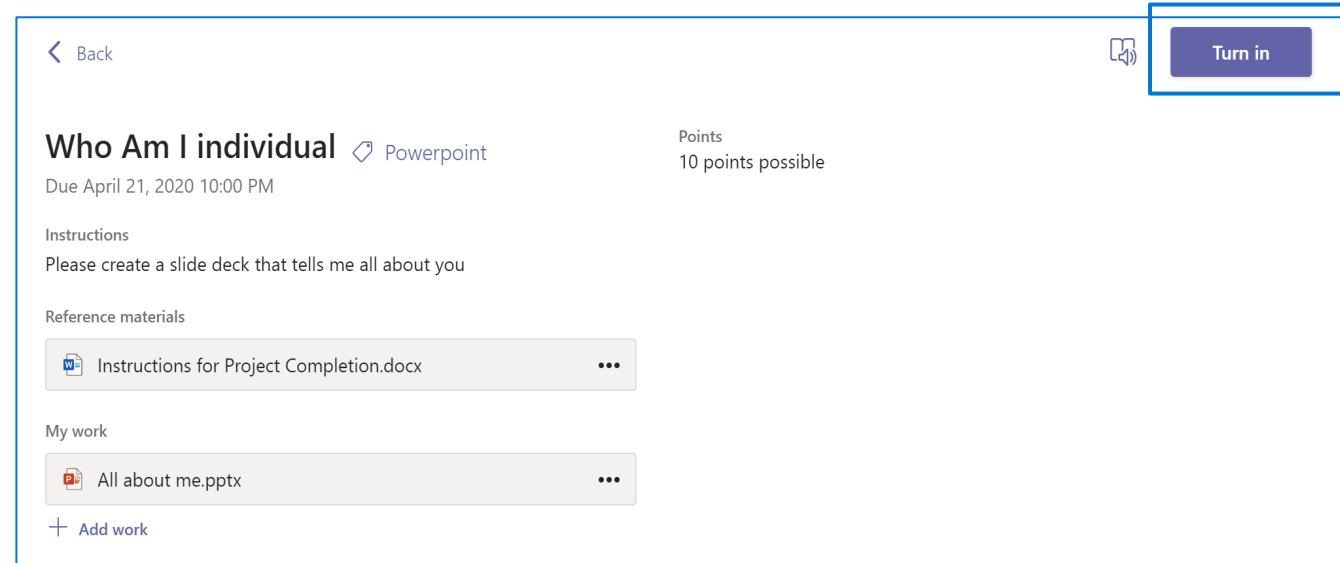 Back
Turn in
Who Am I individual Powerpoint
Due April 21, 2020 10:00 PM
Points
10 points possible
Instructions
Please create a slide deck that tells me all about you
Reference materials
Instructions for Project Completion.docx
My work
All about me.pptx
Add work